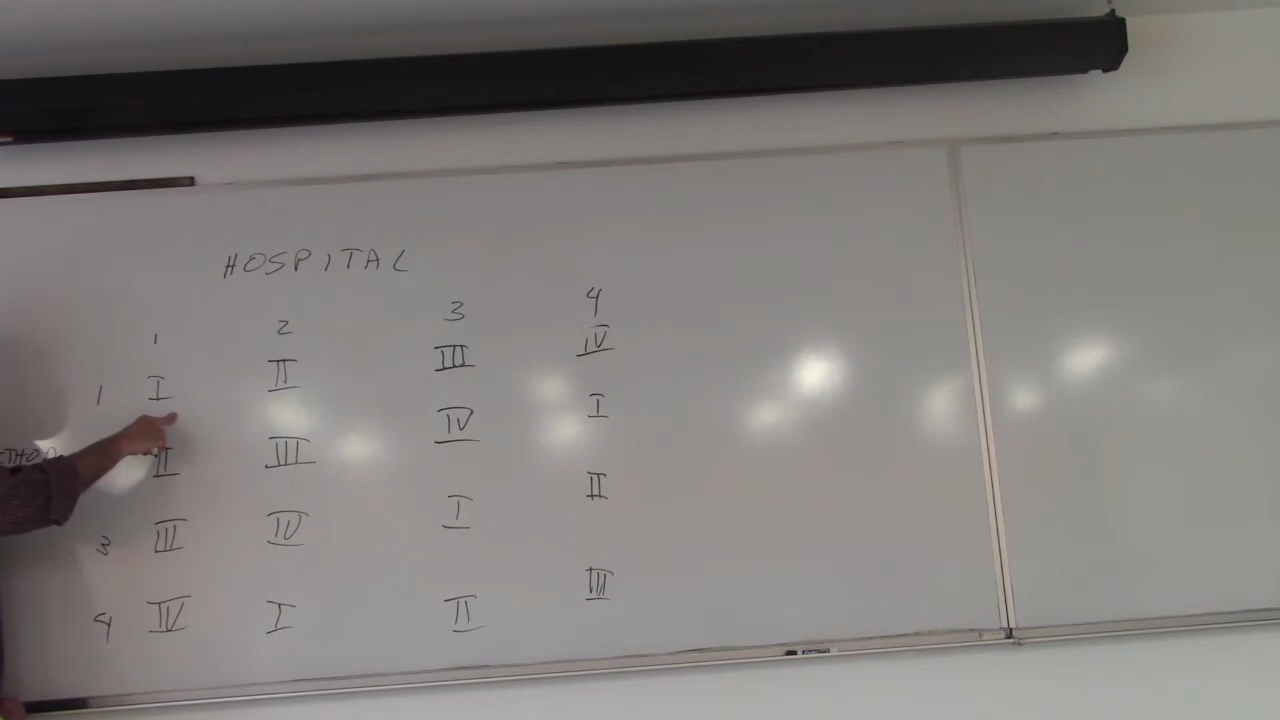 HOSPITAL
1 2 3 4
1 I II III IV
II III IV I
3 III IV I II
4 IV I II III